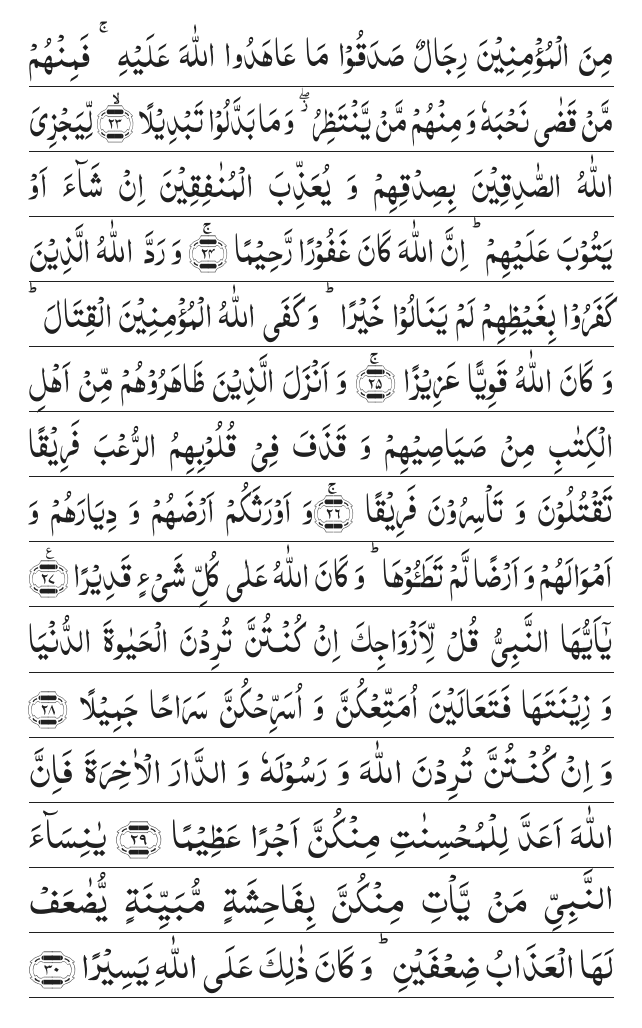 مِنَ الْمُؤْمِنِيْنَ رِجَالٌ صَدَقُوْا مَا عَاهَدُوا اللّٰهَ عَلَيْهِ ۚ فَمِنْهُمْ
مَّنْ قَضٰى نَحْبَهٗ وَ مِنْهُمْ مَّنْ يَّنْتَظِرُ ۖ وَ مَا بَدَّلُوْا تَبْدِيْلًا ۙ﴿۲۳﴾ لِّيَجْزِىَ
اللّٰهُ الصّٰدِقِيْنَ بِصِدْقِهِمْ وَ يُعَذِّبَ الْمُنٰفِقِيْنَ اِنْ شَآءَ اَوْ
يَتُوْبَ عَلَيْهِمْ ؕ اِنَّ اللّٰهَ كَانَ غَفُوْرًا رَّحِيْمًا ۚ﴿۲۴﴾ وَ رَدَّ اللّٰهُ الَّذِيْنَ
كَفَرُوْا بِغَيْظِهِمْ لَمْ يَنَالُوْا خَيْرًا ؕ وَ كَفَى اللّٰهُ الْمُؤْمِنِيْنَ الْقِتَالَ ؕ
وَ كَانَ اللّٰهُ قَوِيًّا عَزِيْزًا ۚ﴿۲۵﴾ وَ اَنْزَلَ الَّذِيْنَ ظَاهَرُوْهُمْ مِّنْ اَهْلِ
الْكِتٰبِ مِنْ صَيَاصِيْهِمْ وَ قَذَفَ فِىْ قُلُوْبِهِمُ الرُّعْبَ فَرِيْقًا
تَقْتُلُوْنَ وَ تَاْسِرُوْنَ فَرِيْقًا ۚ﴿۲۶﴾ وَ اَوْرَثَكُمْ اَرْضَهُمْ وَ دِيَارَهُمْ وَ
اَمْوَالَهُمْ وَ اَرْضًا لَّمْ تَطَـُٔوْهَا ؕ وَ كَانَ اللّٰهُ عَلٰى كُلِّ شَىْءٍ قَدِيْرًا ﴿۲۷﴾ ع
يٰۤاَيُّهَا النَّبِىُّ قُلْ لِّاَزْوَاجِكَ اِنْ كُنْتُنَّ تُرِدْنَ الْحَيٰوةَ الدُّنْيَا
وَ زِيْنَتَهَا فَتَعَالَيْنَ اُمَتِّعْكُنَّ وَ اُسَرِّحْكُنَّ سَرَاحًا جَمِيْلًا ﴿۲۸﴾
وَ اِنْ كُنْتُنَّ تُرِدْنَ اللّٰهَ وَ رَسُوْلَهٗ وَ الدَّارَ الْاٰخِرَةَ فَاِنَّ
اللّٰهَ اَعَدَّ لِلْمُحْسِنٰتِ مِنْكُنَّ اَجْرًا عَظِيْمًا ﴿۲۹﴾ يٰنِسَآءَ
النَّبِىِّ مَنْ يَّاْتِ مِنْكُنَّ بِفَاحِشَةٍ مُّبَيِّنَةٍ يُّضٰعَفْ
لَهَا الْعَذَابُ ضِعْفَيْنِ ؕ وَ كَانَ ذٰلِكَ عَلَى اللّٰهِ يَسِيْرًا ﴿۳۰﴾